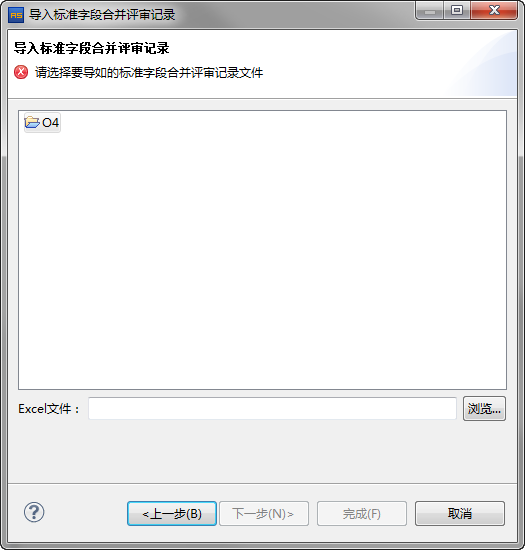 AS 导入标准字段合并评审记录
导入标准字段合并评审记录
请选择要导如的标准字段合并评审记录文件
O4
Excel文件：
浏览...
?
<上一步(B)
下一步(N)>
完成(F)
取消